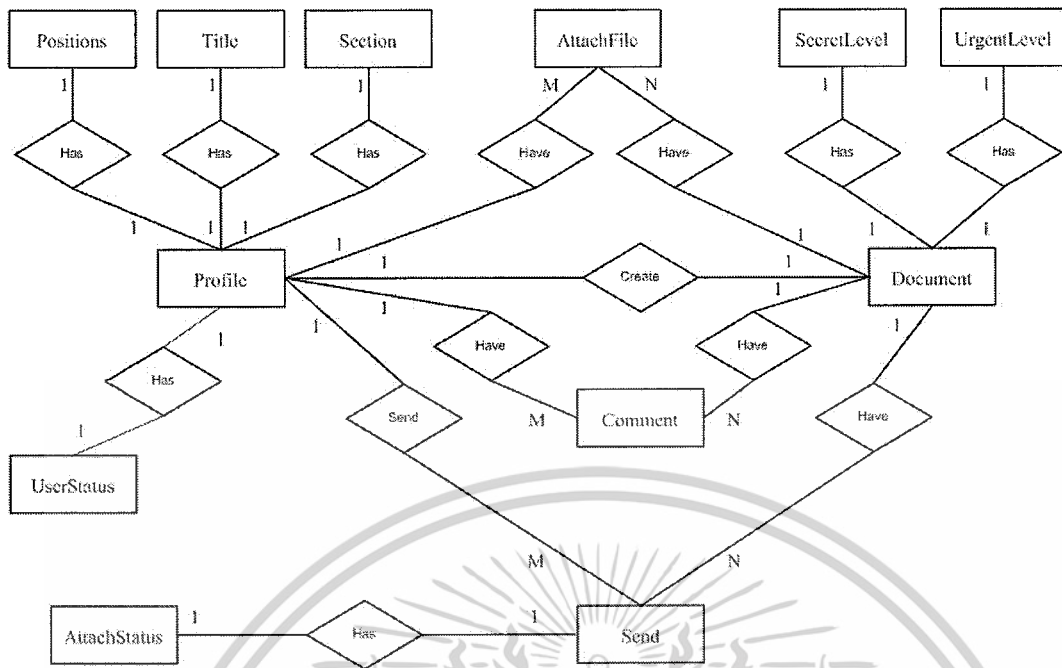 Positions Title Section AttachFile SecretLevel UrgentLevel
1 1 1 M N 1 1
Has Has Has Have Have Has Has
1 1 1 1 1 1 1
Profile 1 Create 1 Document
1 1 1 1 1
Has Have Have
1 Send M Comment N Have
UserStatus
M N
AttachStatus 1 Has 1 Send